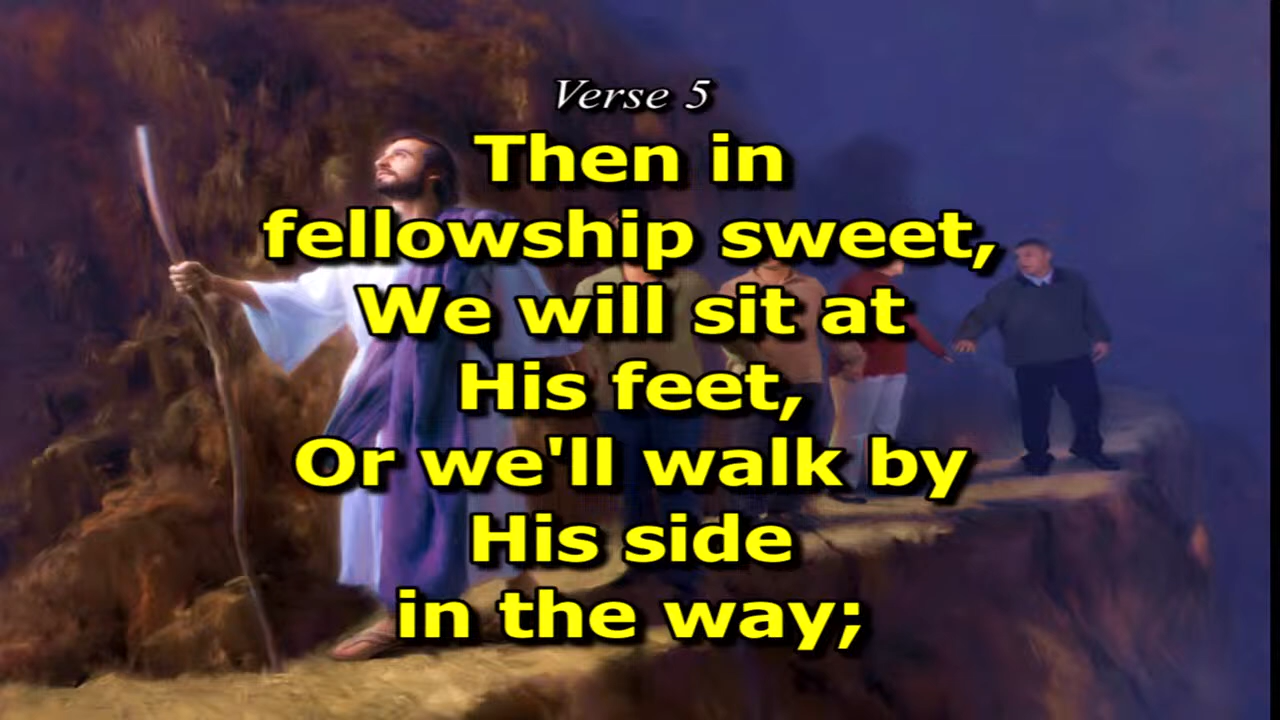 Verse 5
Then in
fellowship sweet,
We will sit at
His feet,
Or we'll walk by
His side
in the way;